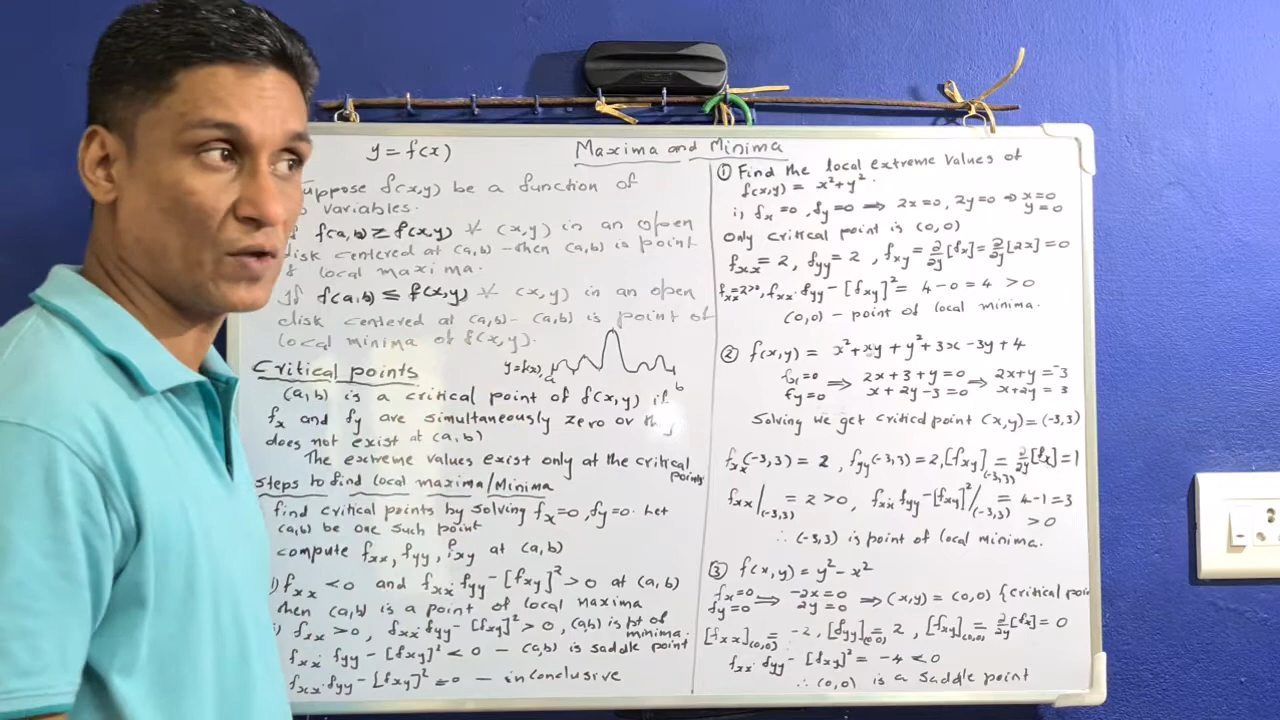 y = f(x)
Maxima and Minima
uppose f(x,y) be a function of
variables.
f(a,b) ≥ f(x,y) ∀ (x,y) in an open
disk centered at (a,b) - then (a,b) is point
local maxima.
If f(a,b) ≤ f(x,y) ∀ (x,y) in an open
disk centered at (a,b) - (a,b) is point of
local minima of f(x,y).
y=f(x), a b
Critical points
(a,b) is a critical point of f(x,y) if
fx and fy are simultaneously zero or they
does not exist at (a,b)
The extreme values exist only at the critical points
Steps to find local maxima/Minima
find critical points by solving fx=0, fy=0. Let
(a,b) be one such point
compute fxx, fyy, fxy at (a,b)
i) fxx < 0 and fxx·fyy - [fxy]² > 0 at (a,b)
then (a,b) is a point of local maxima
fxx > 0, fxx·fyy - [fxy]² > 0, (a,b) is pt of minima.
fxx·fyy - [fxy]² < 0 - (a,b) is saddle point
fxx·fyy - [fxy]² = 0 - inconclusive
① Find the local extreme values of
f(x,y) = x²+y².
i) fx = 0, fy = 0 ⇒ 2x=0, 2y=0 ⇒ x=0 y=0
Only critical point is (0,0)
fxx = 2, fyy = 2, fxy = ∂/∂y[fx] = ∂/∂y[2x] = 0
fxx=2>0, fxx·fyy - [fxy]² = 4-0 = 4 > 0
(0,0) - point of local minima.
② f(x,y) = x²+xy+y²+3x-3y+4
fx=0 ⇒ 2x+3+y=0 ⇒ 2x+y=-3
fy=0 x+2y-3=0 x+2y=3
Solving we get critical point (x,y) = (-3,3)
fxx(-3,3) = 2, fyy(-3,3) = 2, [fxy](-3,3) = ∂/∂y[fx] = 1
fxx|(-3,3) = 2 > 0, fxx fyy - [fxy]²|(-3,3) = 4-1 = 3
> 0
∴ (-3,3) is point of local minima.
③ f(x,y) = y² - x²
fx=0 ⇒ -2x=0 ⇒ (x,y) = (0,0) {critical poin
fy=0 2y=0
[fxx](0,0) = -2, [fyy](0,0) = 2, [fxy](0,0) = ∂/∂y[fx] = 0
fxx·fyy - [fxy]² = -4 < 0
∴ (0,0) is a saddle point